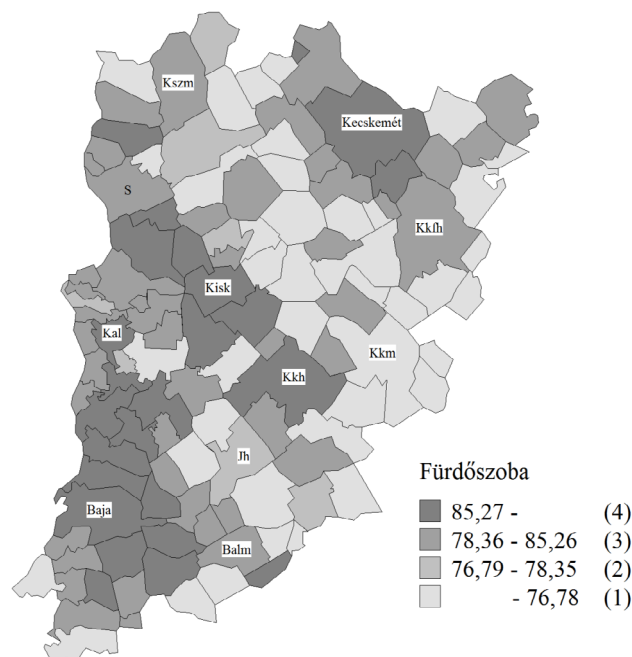 Kszm
Kecskemét
S
Kkfh
Kisk
Kal
Kkm
Kkh
Jh
Baja
Balm
Fürdőszoba
85,27 - (4)
78,36 - 85,26 (3)
76,79 - 78,35 (2)
- 76,78 (1)